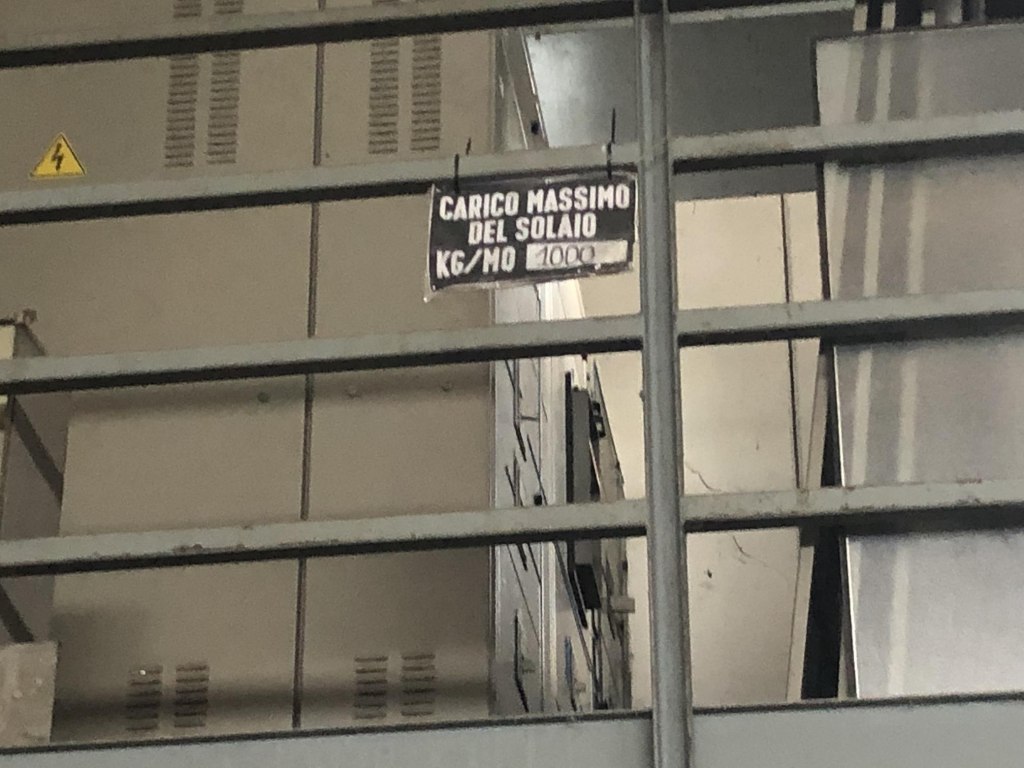 CARICO MASSIMO
DEL SOLAIO
KG/MQ 1000